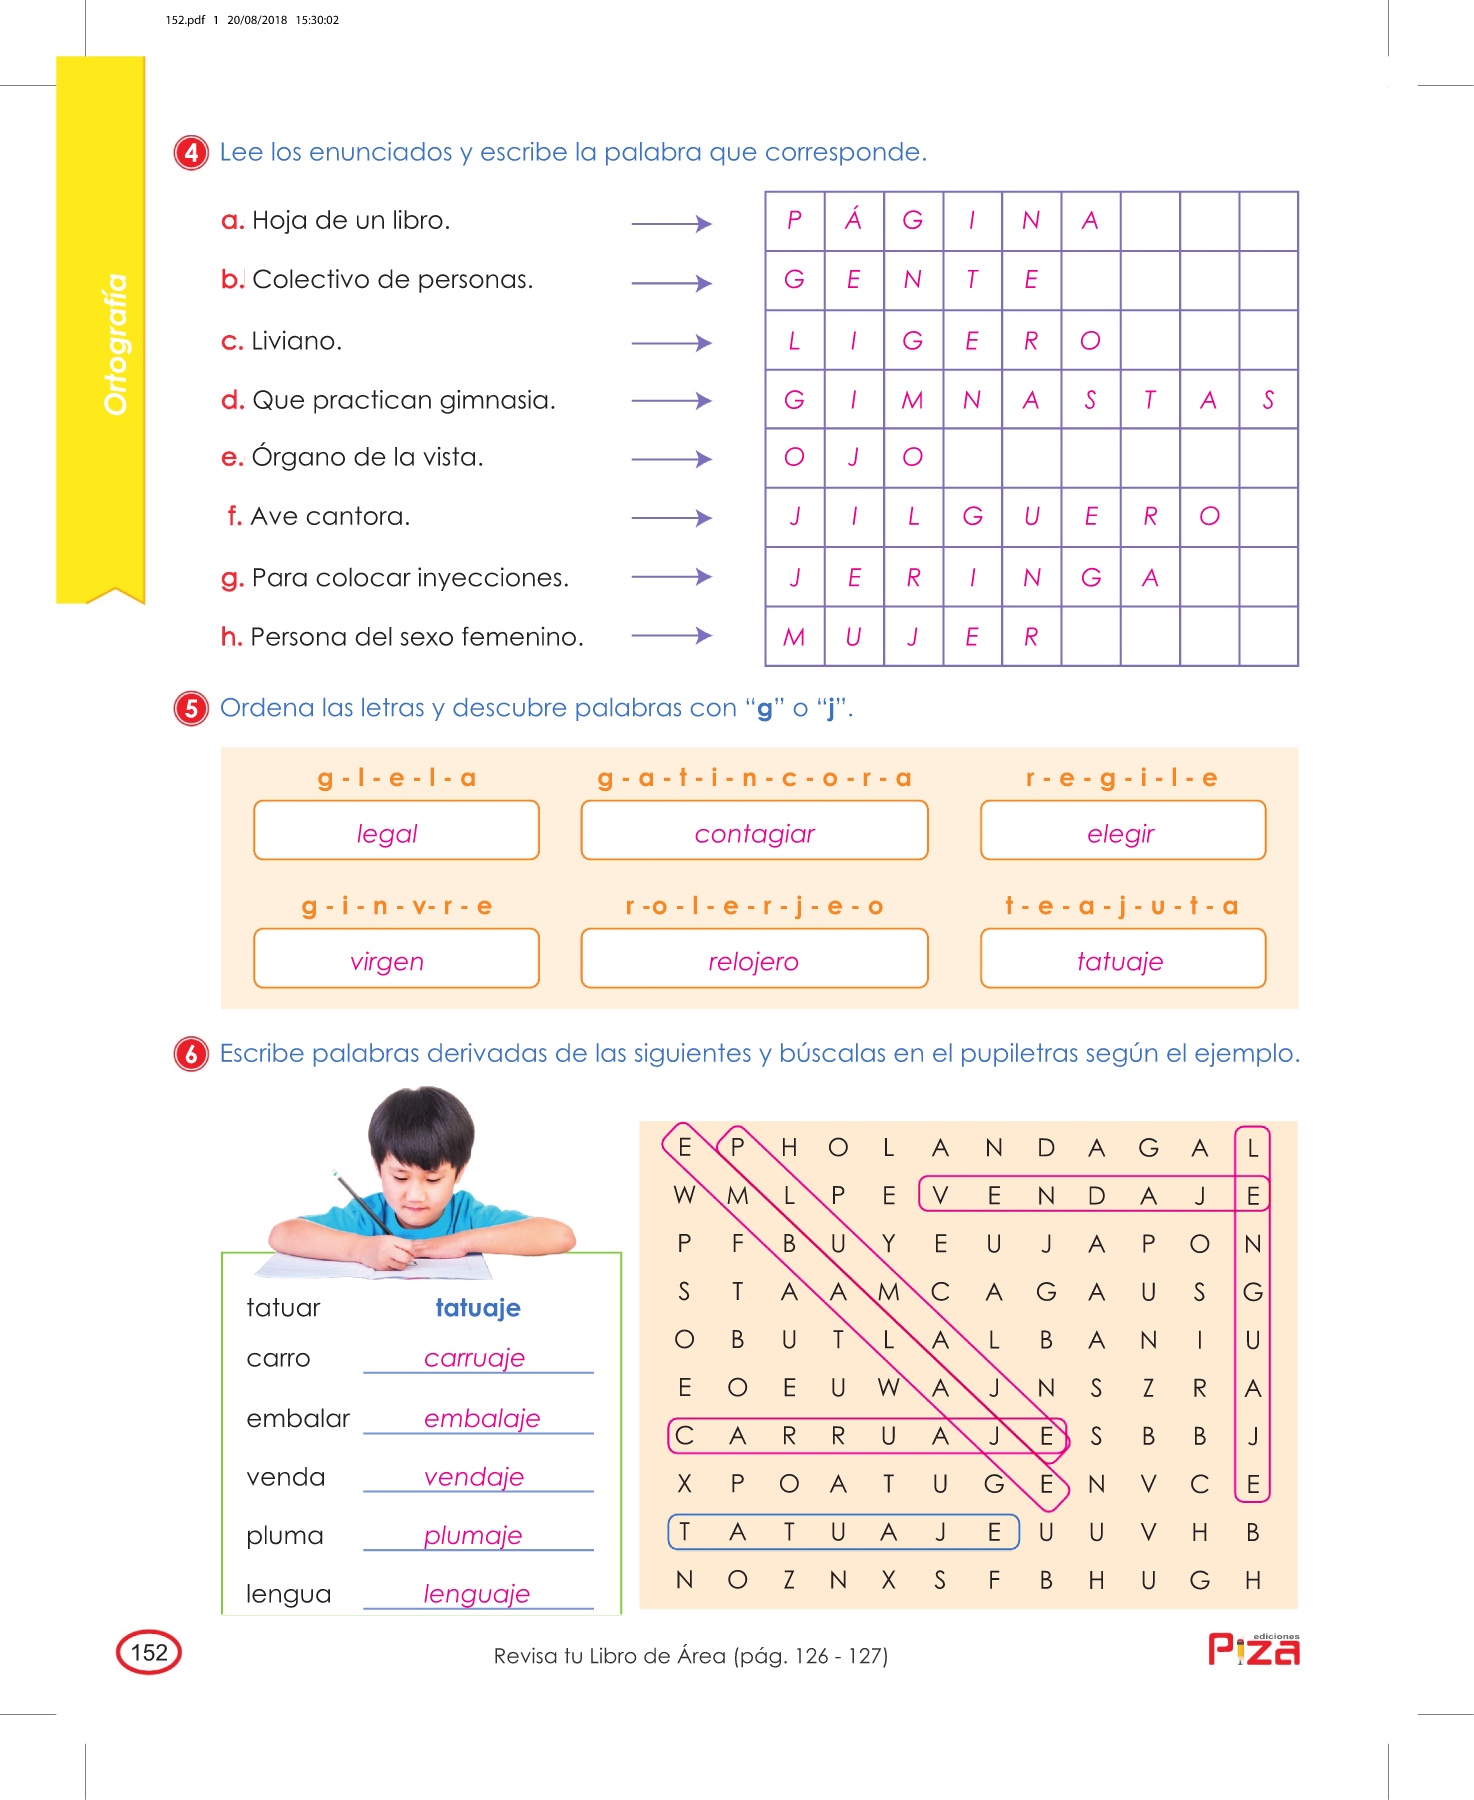 152.pdf 1 20/08/2018 15:30:02
Ortografía
4 Lee los enunciados y escribe la palabra que corresponde.
a. Hoja de un libro. P Á G I N A
b. Colectivo de personas. G E N T E
c. Liviano. L I G E R O
d. Que practican gimnasia. G I M N A S T A S
e. Órgano de la vista. O J O
f. Ave cantora. J I L G U E R O
g. Para colocar inyecciones. J E R I N G A
h. Persona del sexo femenino. M U J E R
5 Ordena las letras y descubre palabras con “g” o “j”.
g - l - e - l - a g - a - t - i - n - c - o - r - a r - e - g - i - l - e
legal contagiar elegir
g - i - n - v- r - e r -o - l - e - r - j - e - o t - e - a - j - u - t - a
virgen relojero tatuaje
6 Escribe palabras derivadas de las siguientes y búscalas en el pupiletras según el ejemplo.
tatuar tatuaje
carro carruaje
embalar embalaje
venda vendaje
pluma plumaje
lengua lenguaje
E P H O L A N D A G A L
W M L P E V E N D A J E
P F B U Y E U J A P O N
S T A A M C A G A U S G
O B U T L A L B A N I U
E O E U W A J N S Z R A
C A R R U A J E S B B J
X P O A T U G E N V C E
T A T U A J E U U V H B
N O Z N X S F B H U G H
152
Revisa tu Libro de Área (pág. 126 - 127)
ediciones
Piza